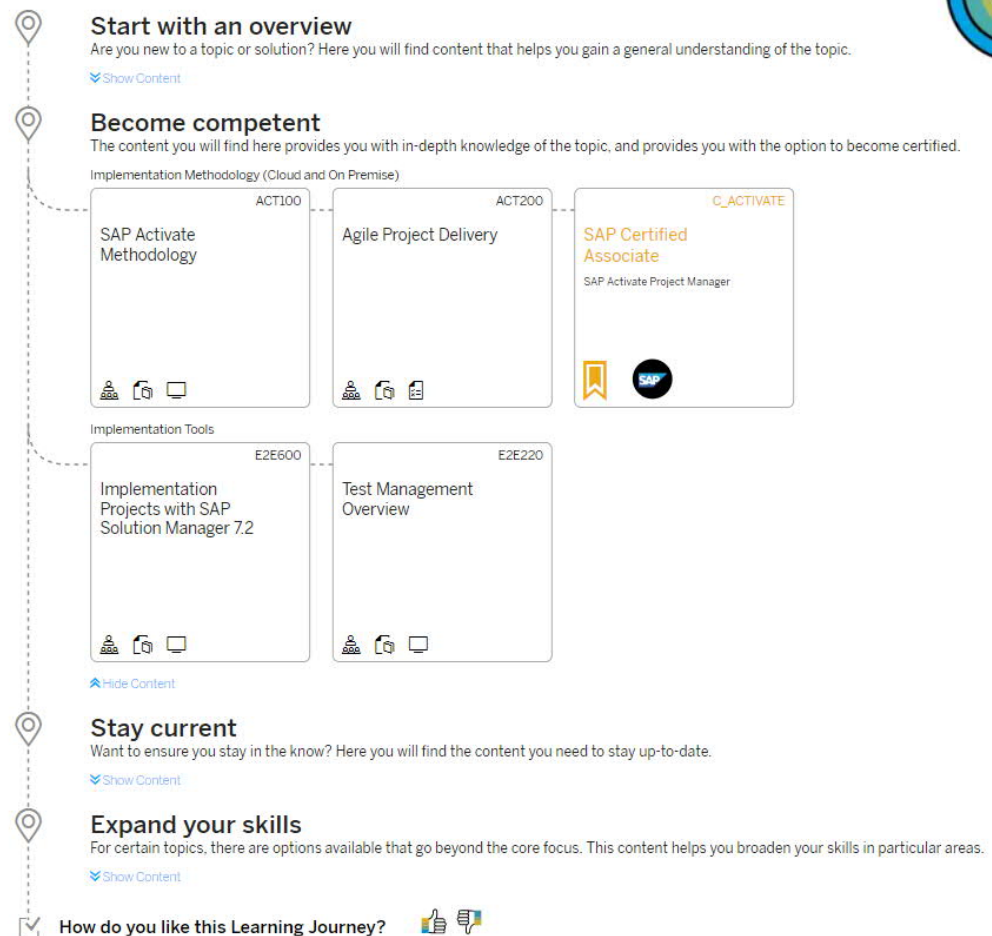 Start with an overview
Are you new to a topic or solution? Here you will find content that helps you gain a general understanding of the topic.
Show Content
Become competent
The content you will find here provides you with in-depth knowledge of the topic, and provides you with the option to become certified.
Implementation Methodology (Cloud and On Premise)
ACT100
SAP Activate
Methodology
ACT200
Agile Project Delivery
C_ACTIVATE
SAP Certified
Associate
SAP Activate Project Manager
SAP
Implementation Tools
E2E600
Implementation
Projects with SAP
Solution Manager 7.2
E2E220
Test Management
Overview
Hide Content
Stay current
Want to ensure you stay in the know? Here you will find the content you need to stay up-to-date.
Show Content
Expand your skills
For certain topics, there are options available that go beyond the core focus. This content helps you broaden your skills in particular areas.
Show Content
How do you like this Learning Journey?